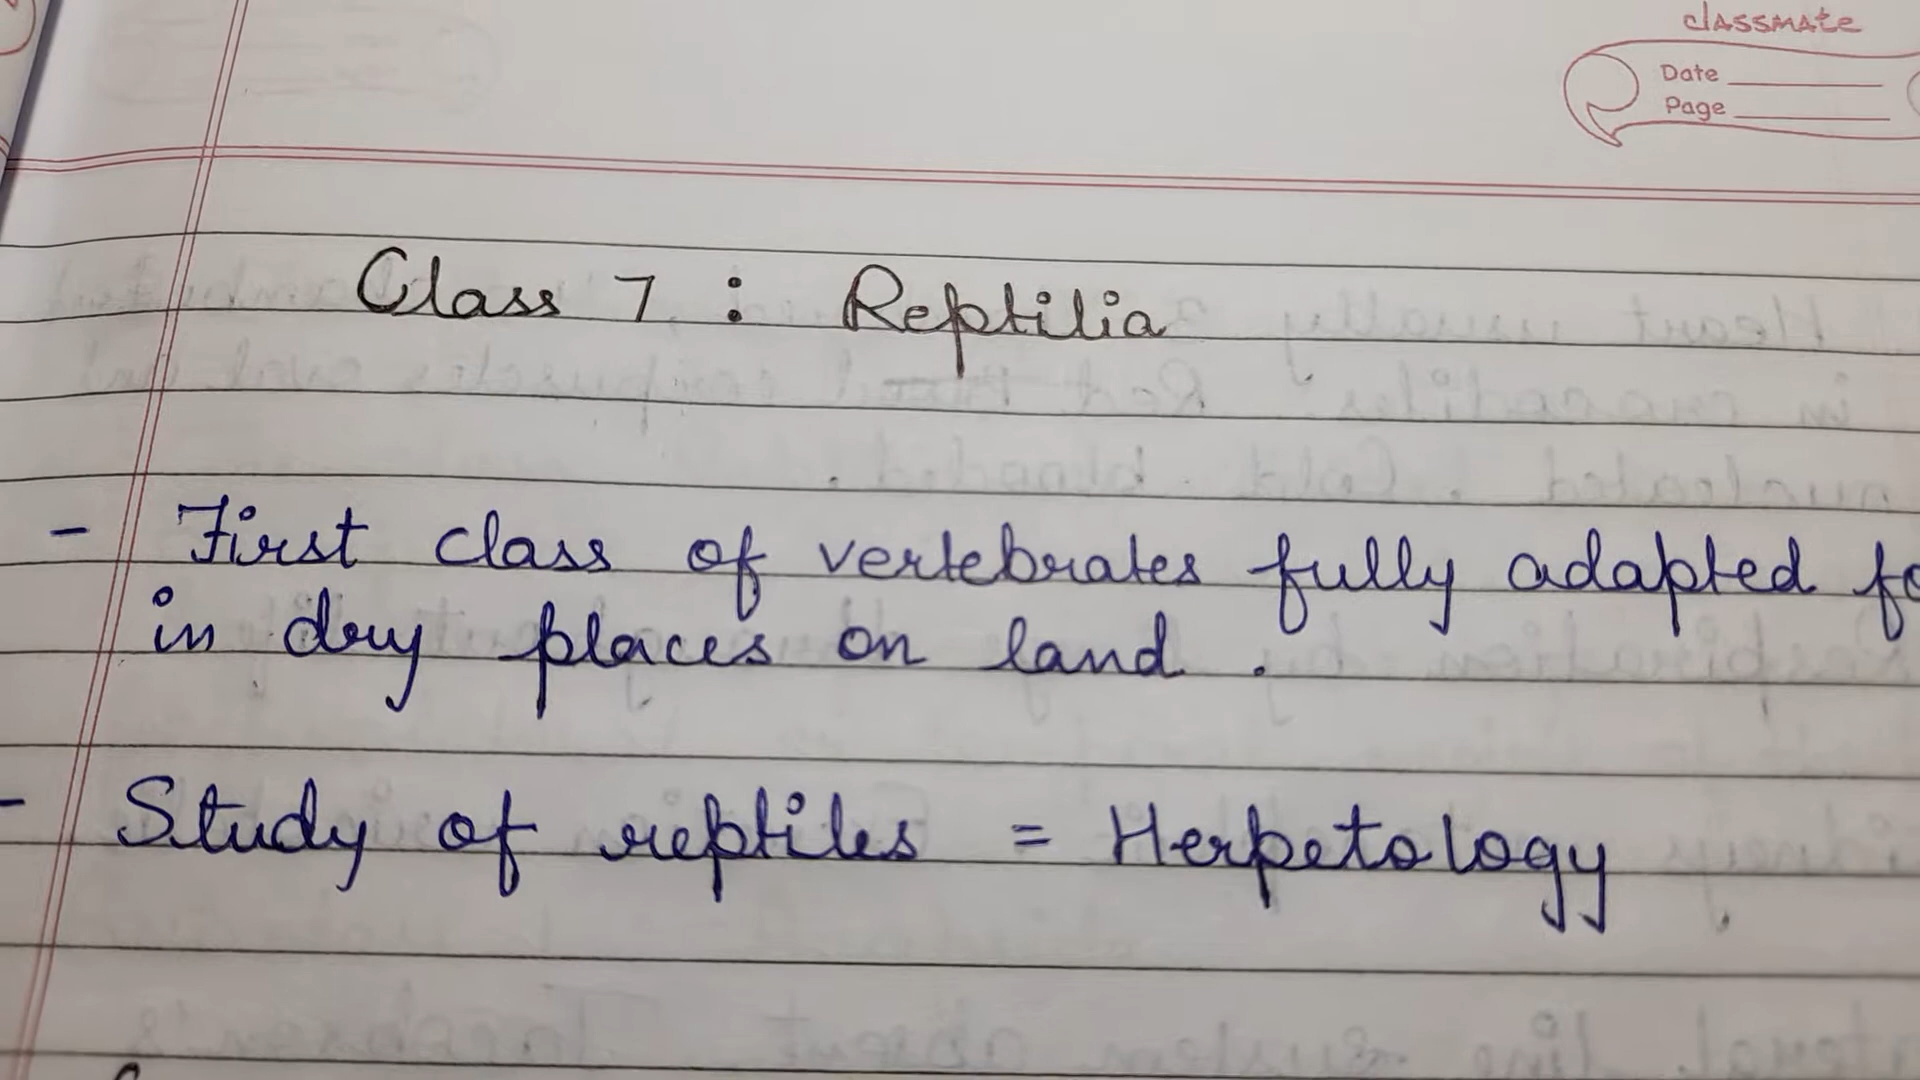 classmate
Date
Page
Class 7 : Reptilia
- First class of vertebrates fully adapted
in dry places on land .
- Study of reptiles = Herpetology